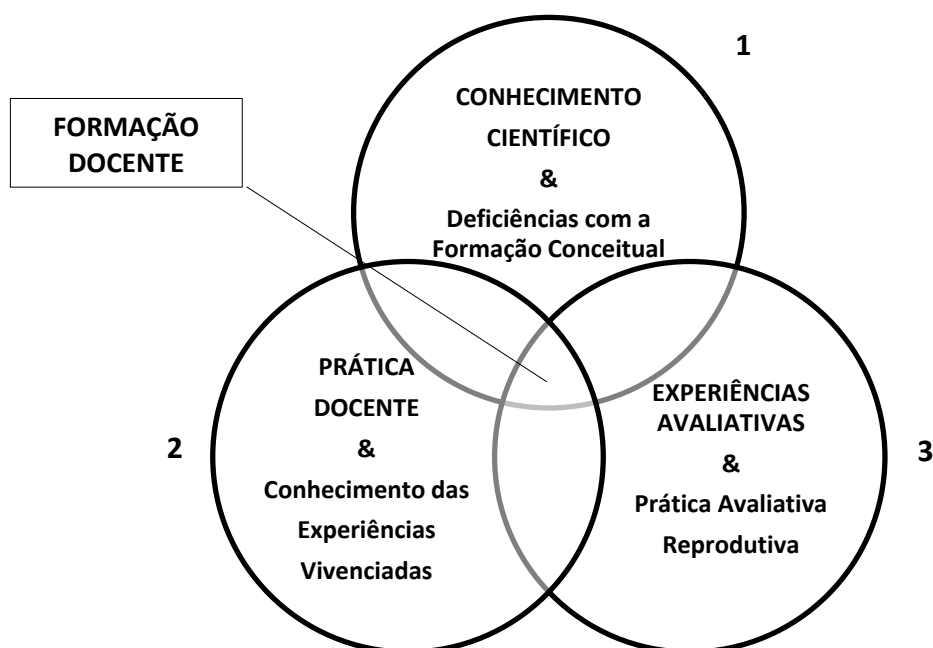 1
CONHECIMENTO
CIENTÍFICO
&
Deficiências com a
Formação Conceitual
FORMAÇÃO
DOCENTE
2
PRÁTICA
DOCENTE
&
Conhecimento das
Experiências
Vivenciadas
EXPERIÊNCIAS
AVALIATIVAS
&
Prática Avaliativa
Reprodutiva
3